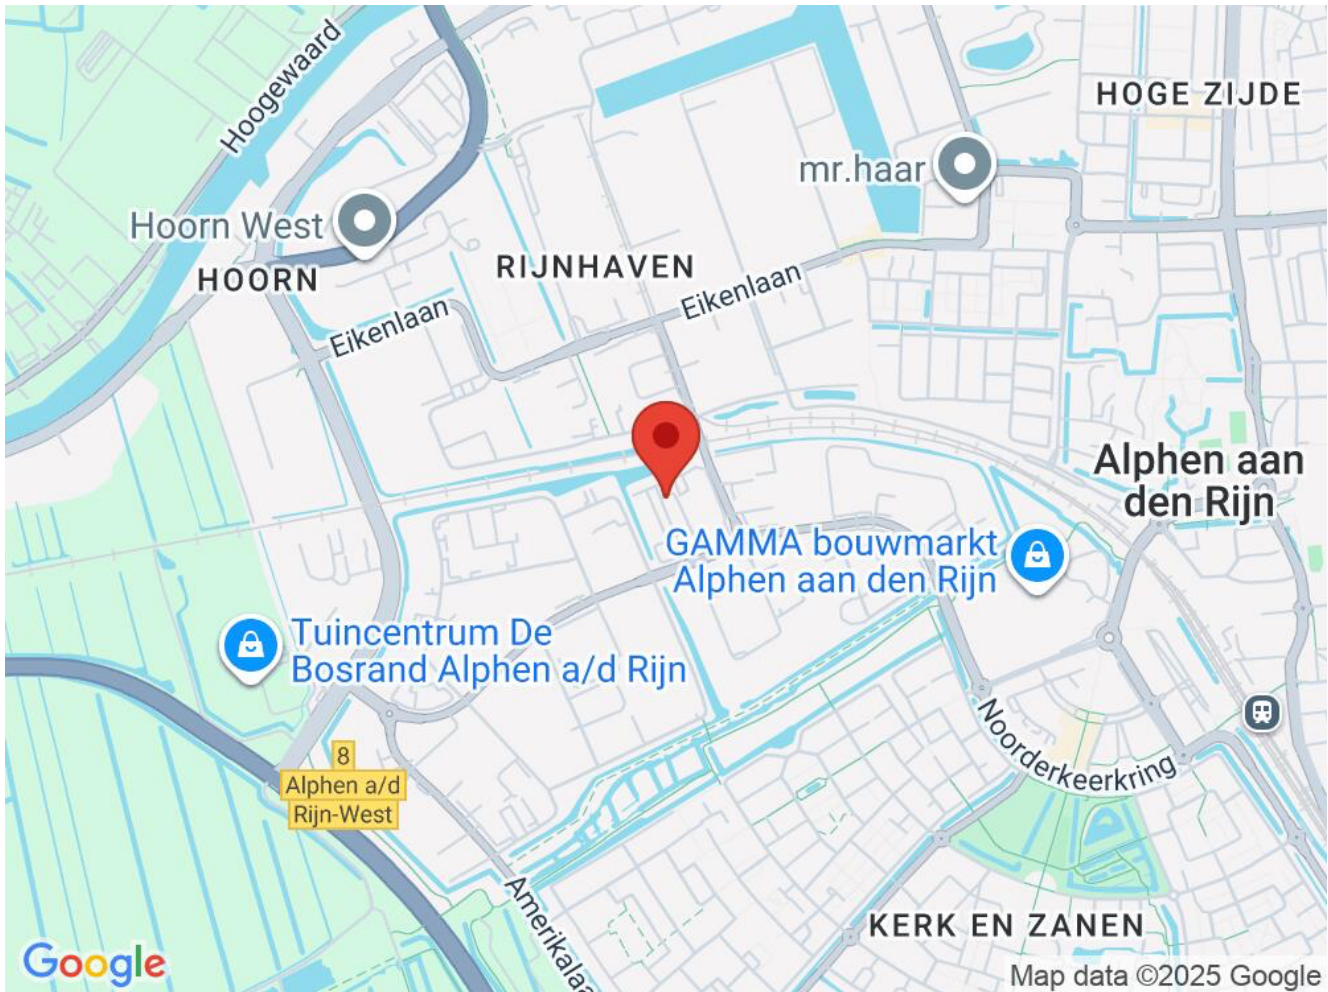 Hoogewaard
HOGE ZIJDE
mr.haar
Hoorn West
HOORN
RIJNHAVEN
Eikenlaan
Eikenlaan
Alphen aan
den Rijn
GAMMA bouwmarkt
Alphen aan den Rijn
Tuincentrum De
Bosrand Alphen a/d Rijn
Noorderkeerkring
8
Alphen a/d
Rijn-West
Amerikalaa
KERK EN ZANEN
Google
Map data ©2025 Google